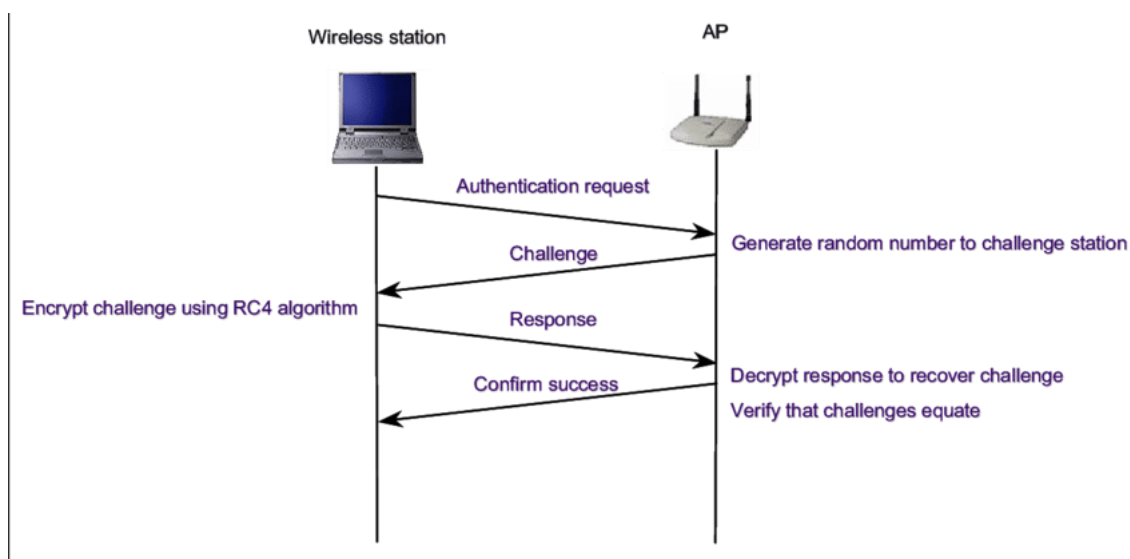 Wireless station
AP
Authentication request
Generate random number to challenge station
Challenge
Encrypt challenge using RC4 algorithm
Response
Decrypt response to recover challenge
Confirm success
Verify that challenges equate